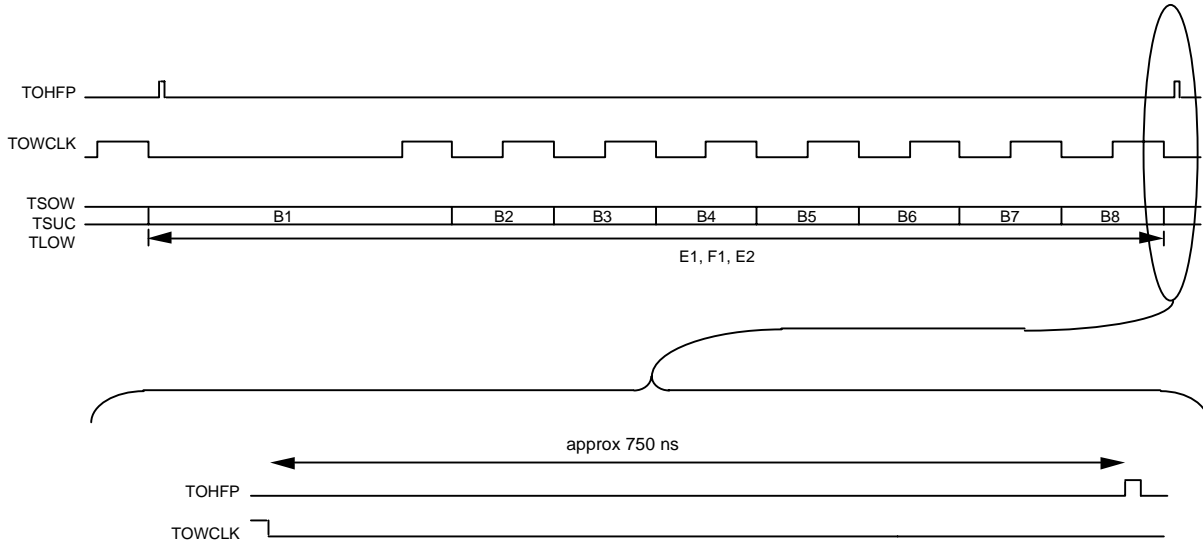 TOHFP
TOWCLK
TSOW
TSUC
TLOW
B1 B2 B3 B4 B5 B6 B7 B8
E1, F1, E2
approx 750 ns
TOHFP
TOWCLK